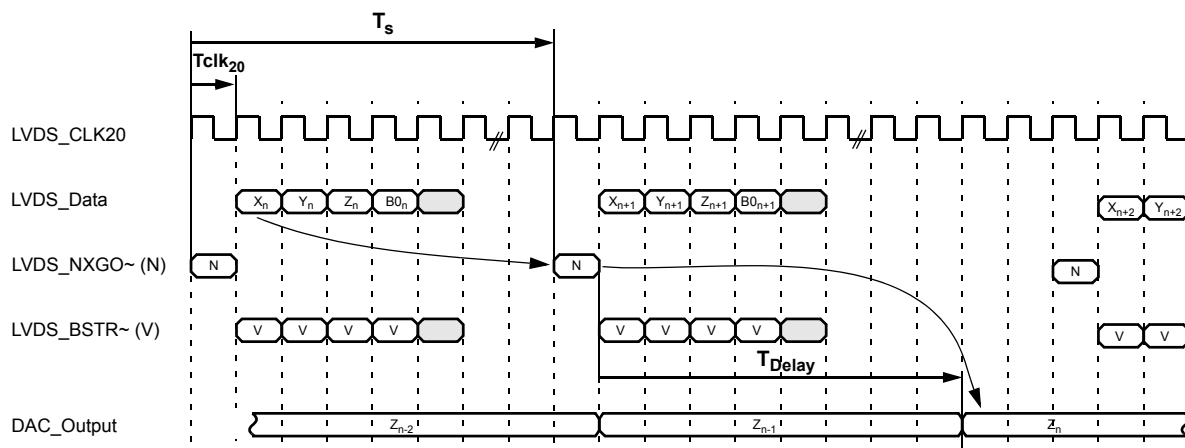 Ts
Tclk20
LVDS_CLK20
LVDS_Data Xn Yn Zn B0n Xn+1 Yn+1 Zn+1 B0n+1 Xn+2 Yn+2
LVDS_NXGO~ (N) N N N
LVDS_BSTR~ (V) V V V V V V V V V V
TDelay
DAC_Output Zn-2 Zn-1 Zn